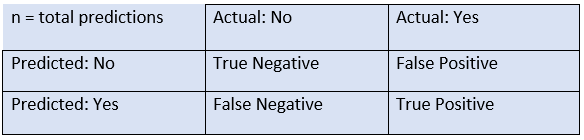 n = total predictions Actual: No Actual: Yes
Predicted: No True Negative False Positive
Predicted: Yes False Negative True Positive